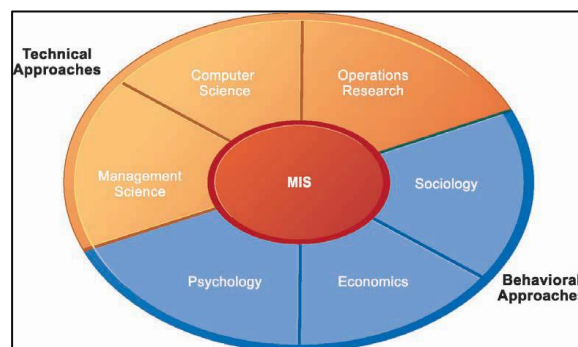 Technical
Approaches
Computer
Science
Operations
Research
Management
Science
MIS
Sociology
Psychology
Economics
Behavioral
Approaches